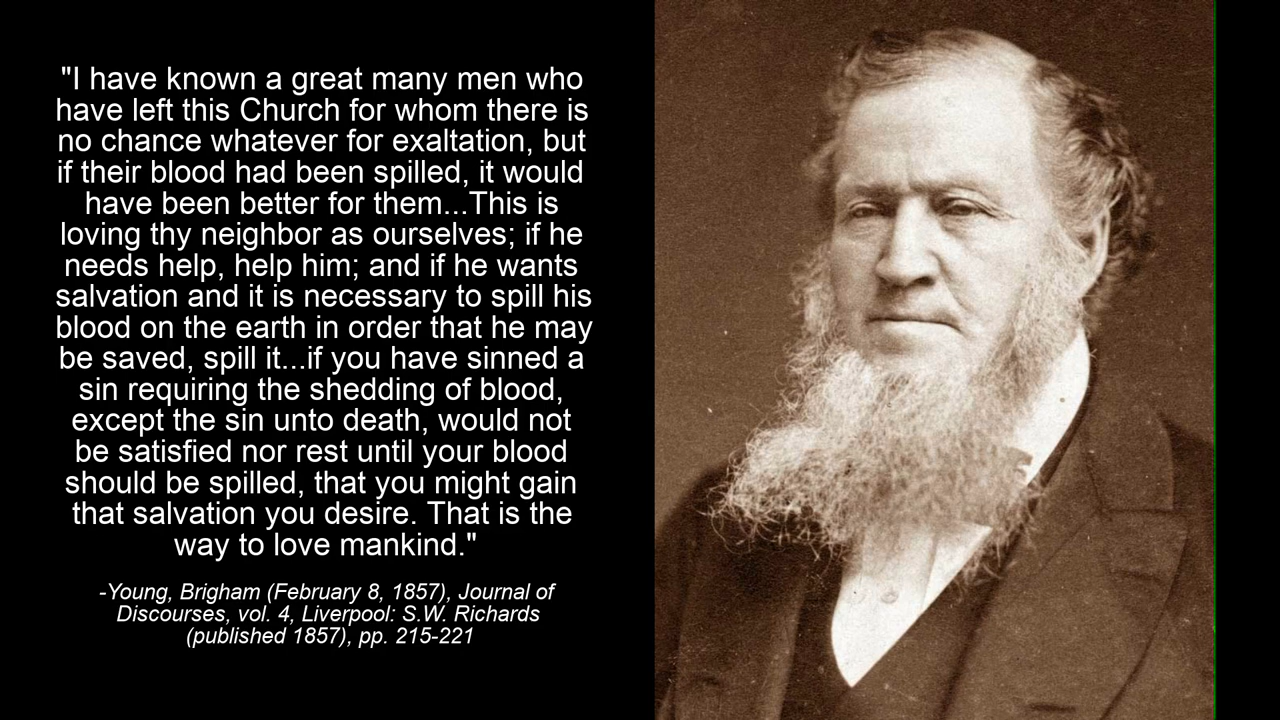 "I have known a great many men who
have left this Church for whom there is
no chance whatever for exaltation, but
if their blood had been spilled, it would
have been better for them...This is
loving thy neighbor as ourselves; if he
needs help, help him; and if he wants
salvation and it is necessary to spill his
blood on the earth in order that he may
be saved, spill it...if you have sinned a
sin requiring the shedding of blood,
except the sin unto death, would not
be satisfied nor rest until your blood
should be spilled, that you might gain
that salvation you desire. That is the
way to love mankind."
-Young, Brigham (February 8, 1857), Journal of
Discourses, vol. 4, Liverpool: S.W. Richards
(published 1857), pp. 215-221